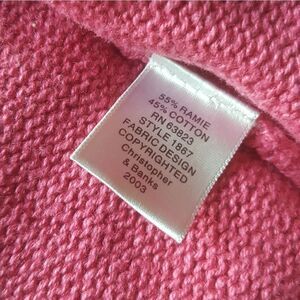 55% RAMIE
45% COTTON
RN 63823
STYLE 1867
FABRIC DESIGN
COPYRIGHTED
Christopher
& Banks
2003